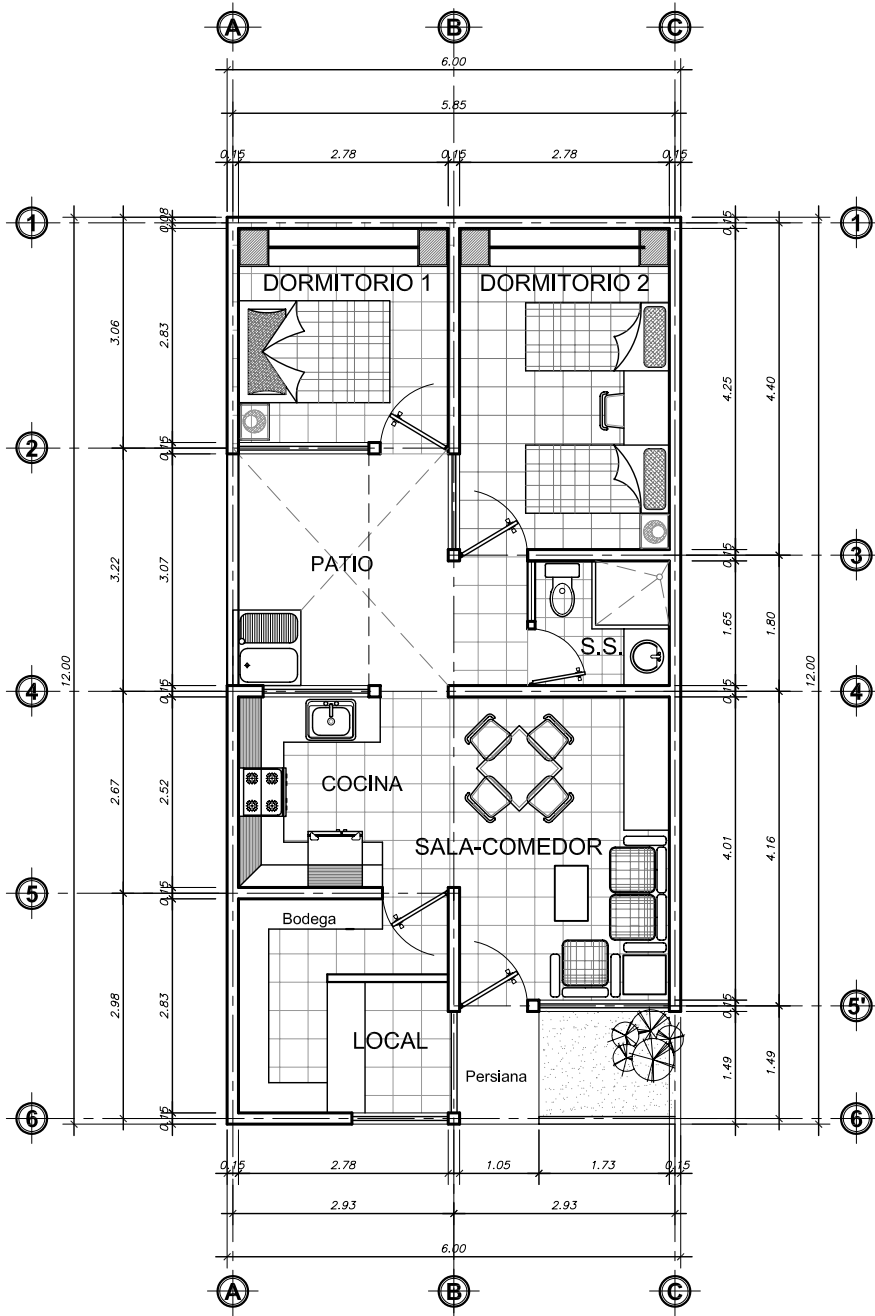 A B C
6.00
5.85
0.15 2.78 0.15 2.78 0.15
1 1
0.08 0.15
DORMITORIO 1 DORMITORIO 2
3.06 2.83 4.25 4.40
2
0.15
PATIO
3.22 3.07
3
0.15
1.65 1.80
S.S.
12.00 12.00
4 4
0.15 0.15
COCINA
2.67 2.52
SALA-COMEDOR
4.01 4.16
5
0.15
Bodega
2.98 2.83
5'
0.15
LOCAL
Persiana
1.49 1.49
6 6
0.15
0.15 2.78 1.05 1.73 0.15
2.93 2.93
6.00
A B C